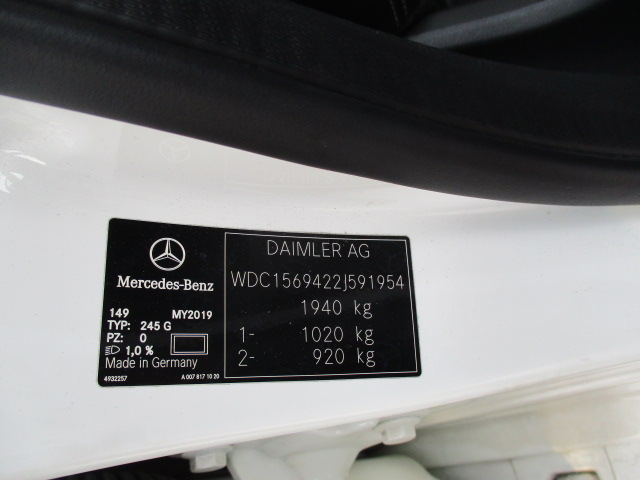 Mercedes-Benz
149 MY2019
TYP: 245 G
PZ: 0
1,0 %
Made in Germany
4932257 A 007 817 10 20
DAIMLER AG
WDC1569422J591954
1940 kg
1- 1020 kg
2- 920 kg